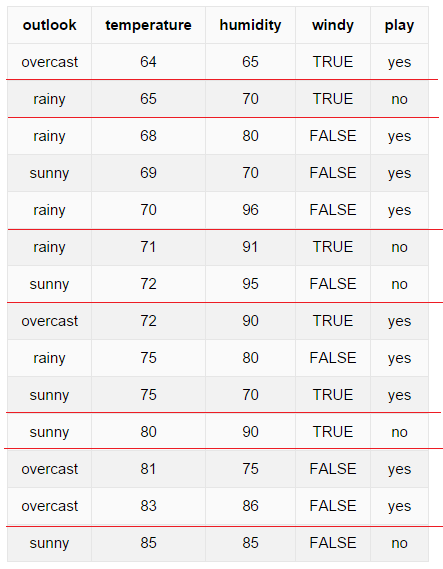 outlook temperature humidity windy play
overcast 64 65 TRUE yes
rainy 65 70 TRUE no
rainy 68 80 FALSE yes
sunny 69 70 FALSE yes
rainy 70 96 FALSE yes
rainy 71 91 TRUE no
sunny 72 95 FALSE no
overcast 72 90 TRUE yes
rainy 75 80 FALSE yes
sunny 75 70 TRUE yes
sunny 80 90 TRUE no
overcast 81 75 FALSE yes
overcast 83 86 FALSE yes
sunny 85 85 FALSE no